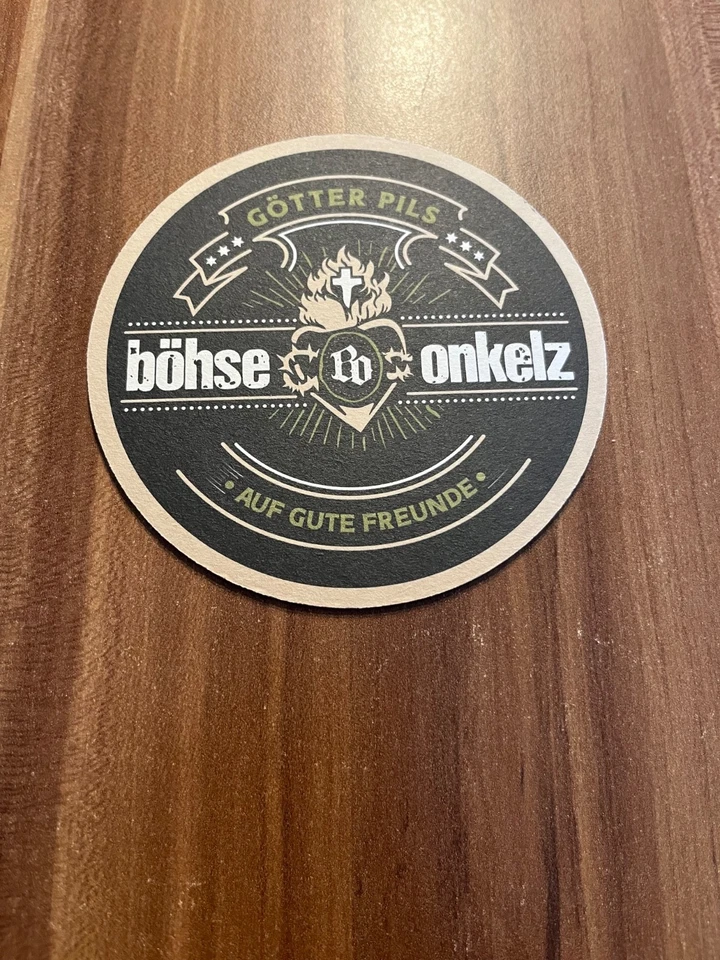 GÖTTER PILS
böhse BO onkelz
• AUF GUTE FREUNDE •